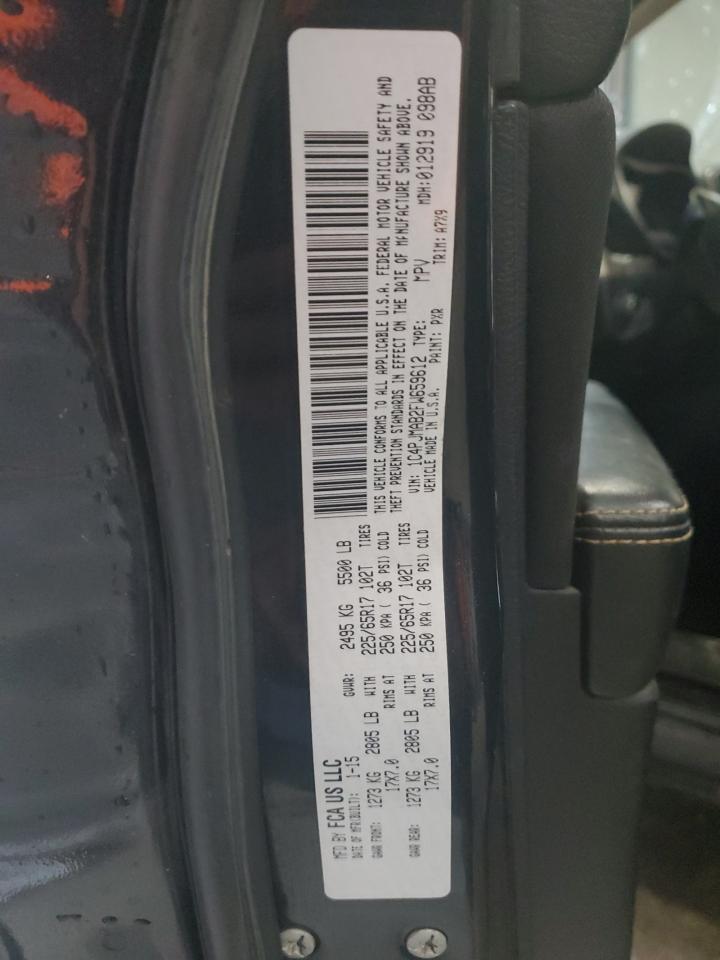 MFD BY FCA US LLC
DATE OF MFR(BUILT): 1-15 GVWR: 2495 KG 5500 LB
GAWR FRONT: 1273 KG 2805 LB WITH 225/65R17 102T TIRES
17X7.0 RIMS AT 250 KPA ( 36 PSI) COLD
GAWR REAR: 1273 KG 2805 LB WITH 225/65R17 102T TIRES
17X7.0 RIMS AT 250 KPA ( 36 PSI) COLD
THIS VEHICLE CONFORMS TO ALL APPLICABLE U.S.A. FEDERAL MOTOR VEHICLE SAFETY AND
THEFT PREVENTION STANDARDS IN EFFECT ON THE DATE OF MANUFACTURE SHOWN ABOVE.
VIN: 1C4PJMAB2FW659612 TYPE: MPV MDH:012919 098AB
VEHICLE MADE IN U.S.A. PAINT: PXR TRIM: A7X9